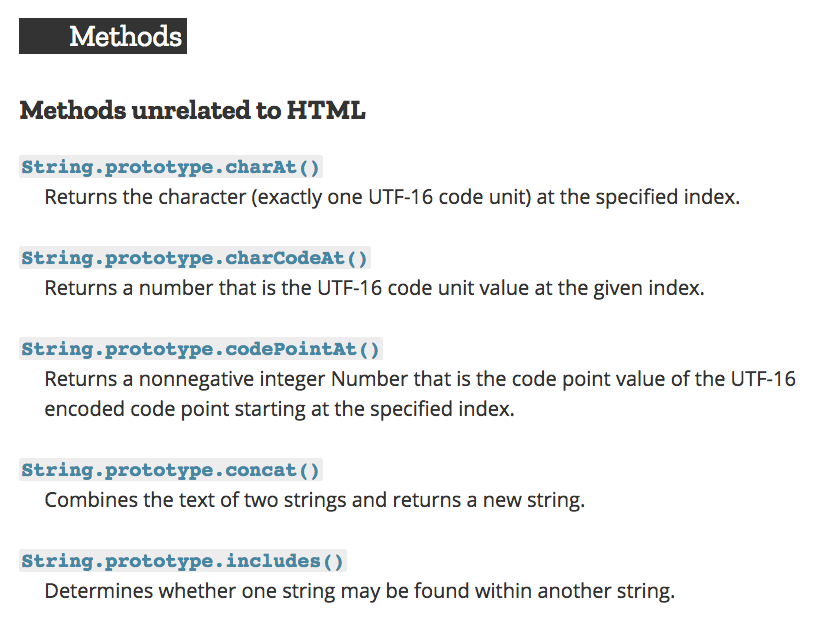 Methods
Methods unrelated to HTML
String.prototype.charAt()
Returns the character (exactly one UTF-16 code unit) at the specified index.
String.prototype.charCodeAt()
Returns a number that is the UTF-16 code unit value at the given index.
String.prototype.codePointAt()
Returns a nonnegative integer Number that is the code point value of the UTF-16
encoded code point starting at the specified index.
String.prototype.concat()
Combines the text of two strings and returns a new string.
String.prototype.includes()
Determines whether one string may be found within another string.